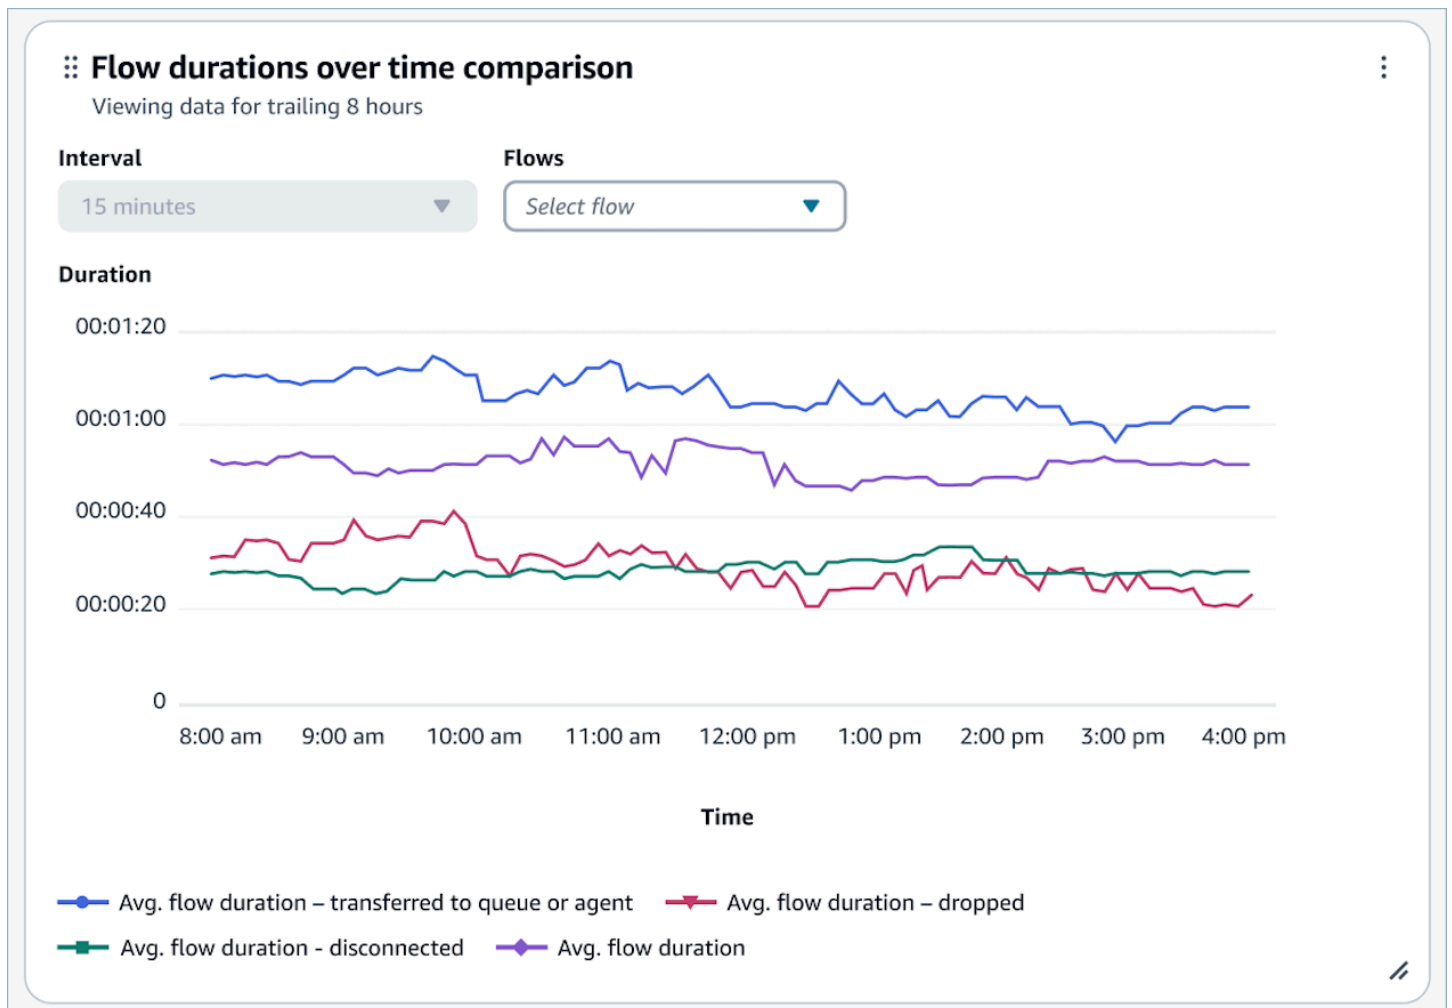 Flow durations over time comparison
Viewing data for trailing 8 hours
Interval
Flows
15 minutes
Select flow
Duration
00:01:20
00:01:00
00:00:40
00:00:20
0
8:00 am 9:00 am 10:00 am 11:00 am 12:00 pm 1:00 pm 2:00 pm 3:00 pm 4:00 pm
Time
Avg. flow duration – transferred to queue or agent
Avg. flow duration – dropped
Avg. flow duration - disconnected
Avg. flow duration